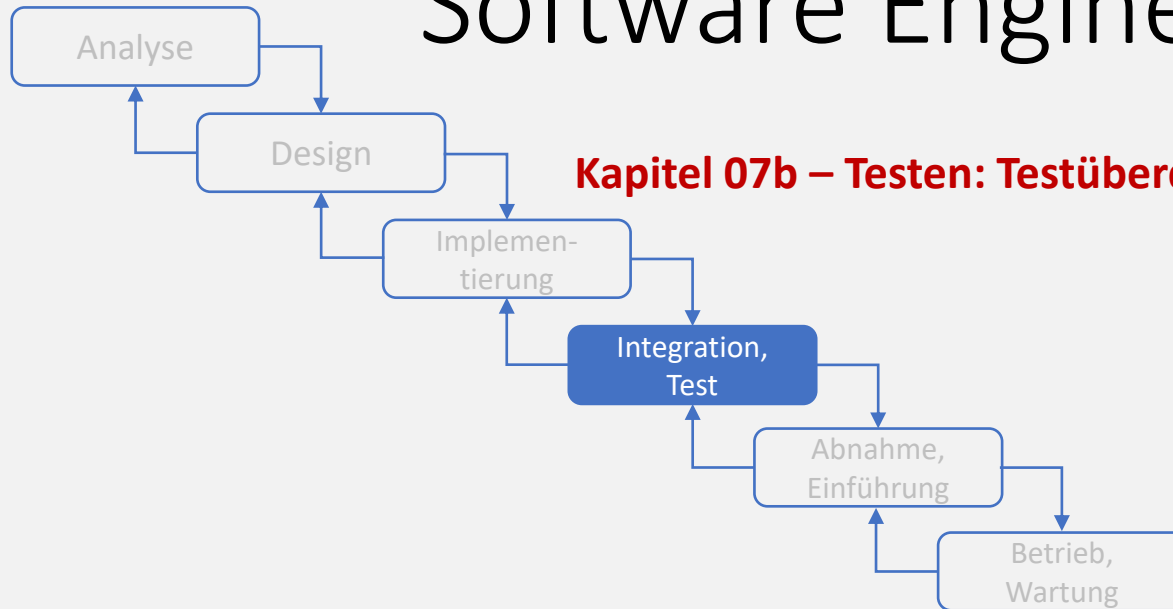 Software Engine
Analyse
Design
Kapitel 07b – Testen: Testüber
Implemen-
tierung
Integration,
Test
Abnahme,
Einführung
Betrieb,
Wartung